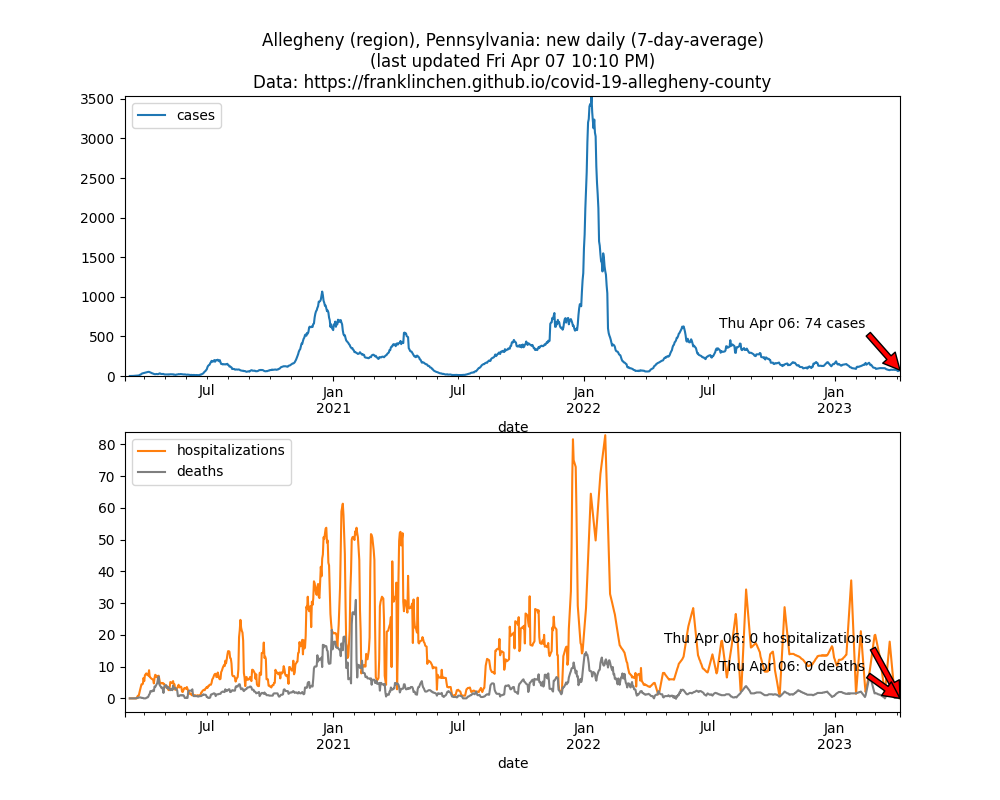 Allegheny (region), Pennsylvania: new daily (7-day-average)
(last updated Fri Apr 07 10:10 PM)
Data: https://franklinchen.github.io/covid-19-allegheny-county
3500
3000
2500
2000
1500
1000
500
0
cases
Thu Apr 06: 74 cases
Jul
Jan
2021
Jul
Jan
2022
Jul
Jan
2023
date
80
70
60
50
40
30
20
10
0
hospitalizations
deaths
Thu Apr 06: 0 hospitalizations
Thu Apr 06: 0 deaths
Jul
Jan
2021
Jul
Jan
2022
Jul
Jan
2023
date